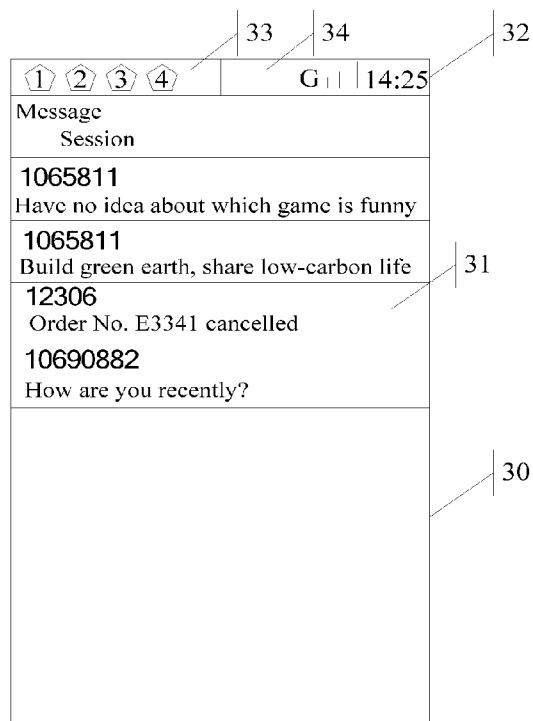 33 34 32
1 2 3 4 G 14:25
Message
Session
1065811
Have no idea about which game is funny
1065811
Build green earth, share low-carbon life
31
12306
Order No. E3341 cancelled
10690882
How are you recently?
30